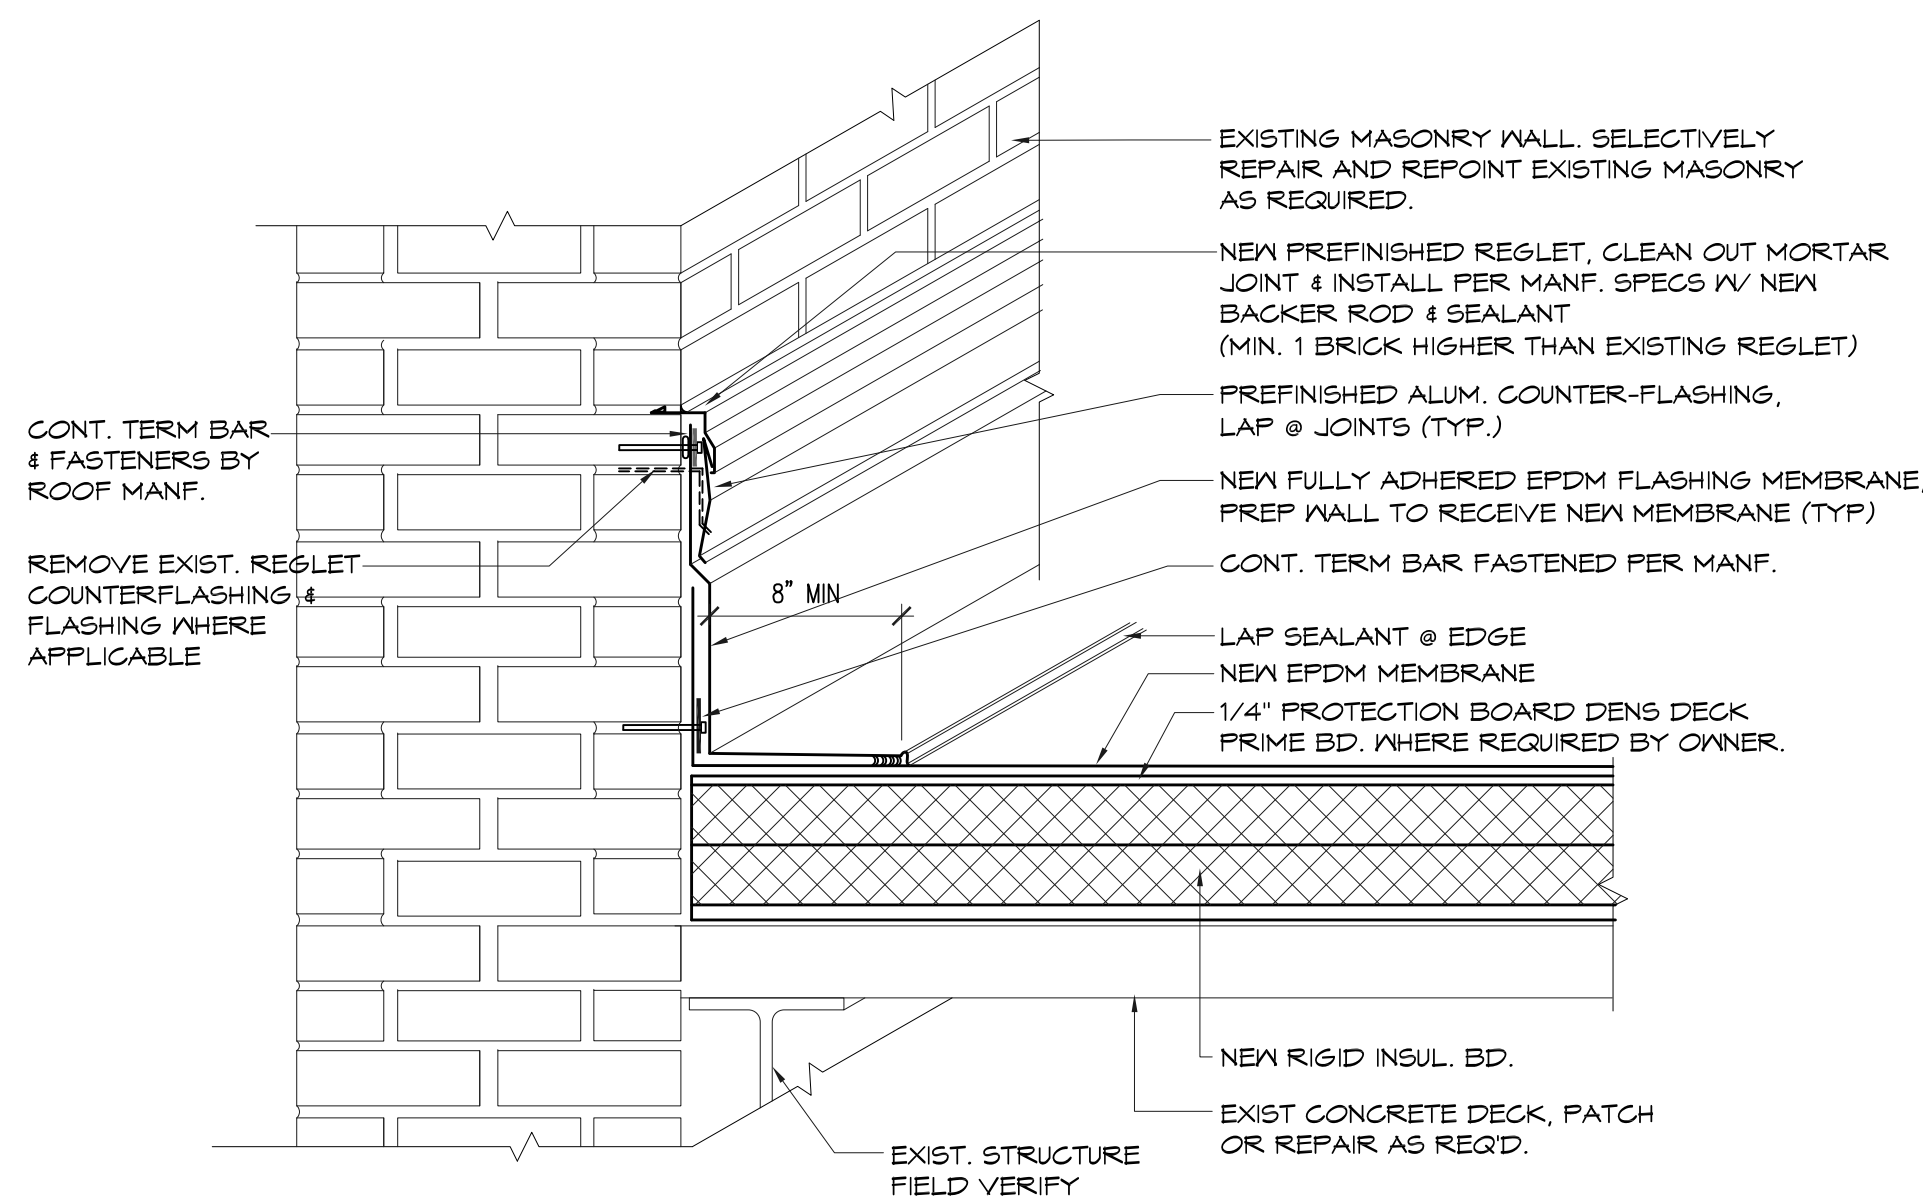 EXISTING MASONRY WALL. SELECTIVELY
REPAIR AND REPOINT EXISTING MASONRY
AS REQUIRED.
NEW PREFINISHED REGLET, CLEAN OUT MORTAR
JOINT & INSTALL PER MANF. SPECS W/ NEW
BACKER ROD & SEALANT
(MIN. 1 BRICK HIGHER THAN EXISTING REGLET)
PREFINISHED ALUM. COUNTER-FLASHING,
LAP @ JOINTS (TYP.)
CONT. TERM BAR
& FASTENERS BY
ROOF MANF.
NEW FULLY ADHERED EPDM FLASHING MEMBRANE,
PREP WALL TO RECEIVE NEW MEMBRANE (TYP)
REMOVE EXIST. REGLET
COUNTERFLASHING &
FLASHING WHERE
APPLICABLE
CONT. TERM BAR FASTENED PER MANF.
8" MIN
LAP SEALANT @ EDGE
NEW EPDM MEMBRANE
1/4" PROTECTION BOARD DENS DECK
PRIME BD. WHERE REQUIRED BY OWNER.
NEW RIGID INSUL. BD.
EXIST CONCRETE DECK, PATCH
OR REPAIR AS REQ'D.
EXIST. STRUCTURE
FIELD VERIFY